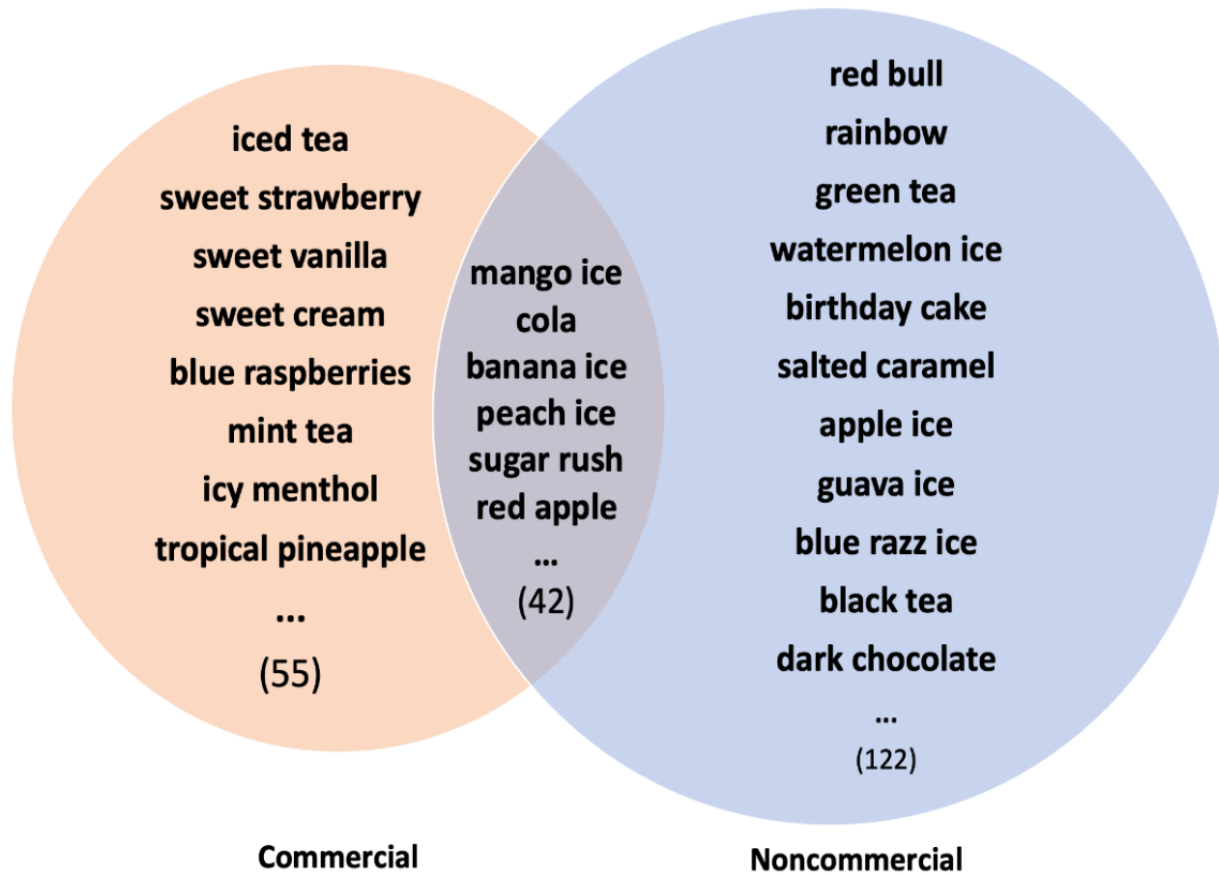 iced tea
sweet strawberry
sweet vanilla
sweet cream
blue raspberries
mint tea
icy menthol
tropical pineapple
...
(55)
mango ice
cola
banana ice
peach ice
sugar rush
red apple
...
(42)
red bull
rainbow
green tea
watermelon ice
birthday cake
salted caramel
apple ice
guava ice
blue razz ice
black tea
dark chocolate
...
(122)
Commercial
Noncommercial